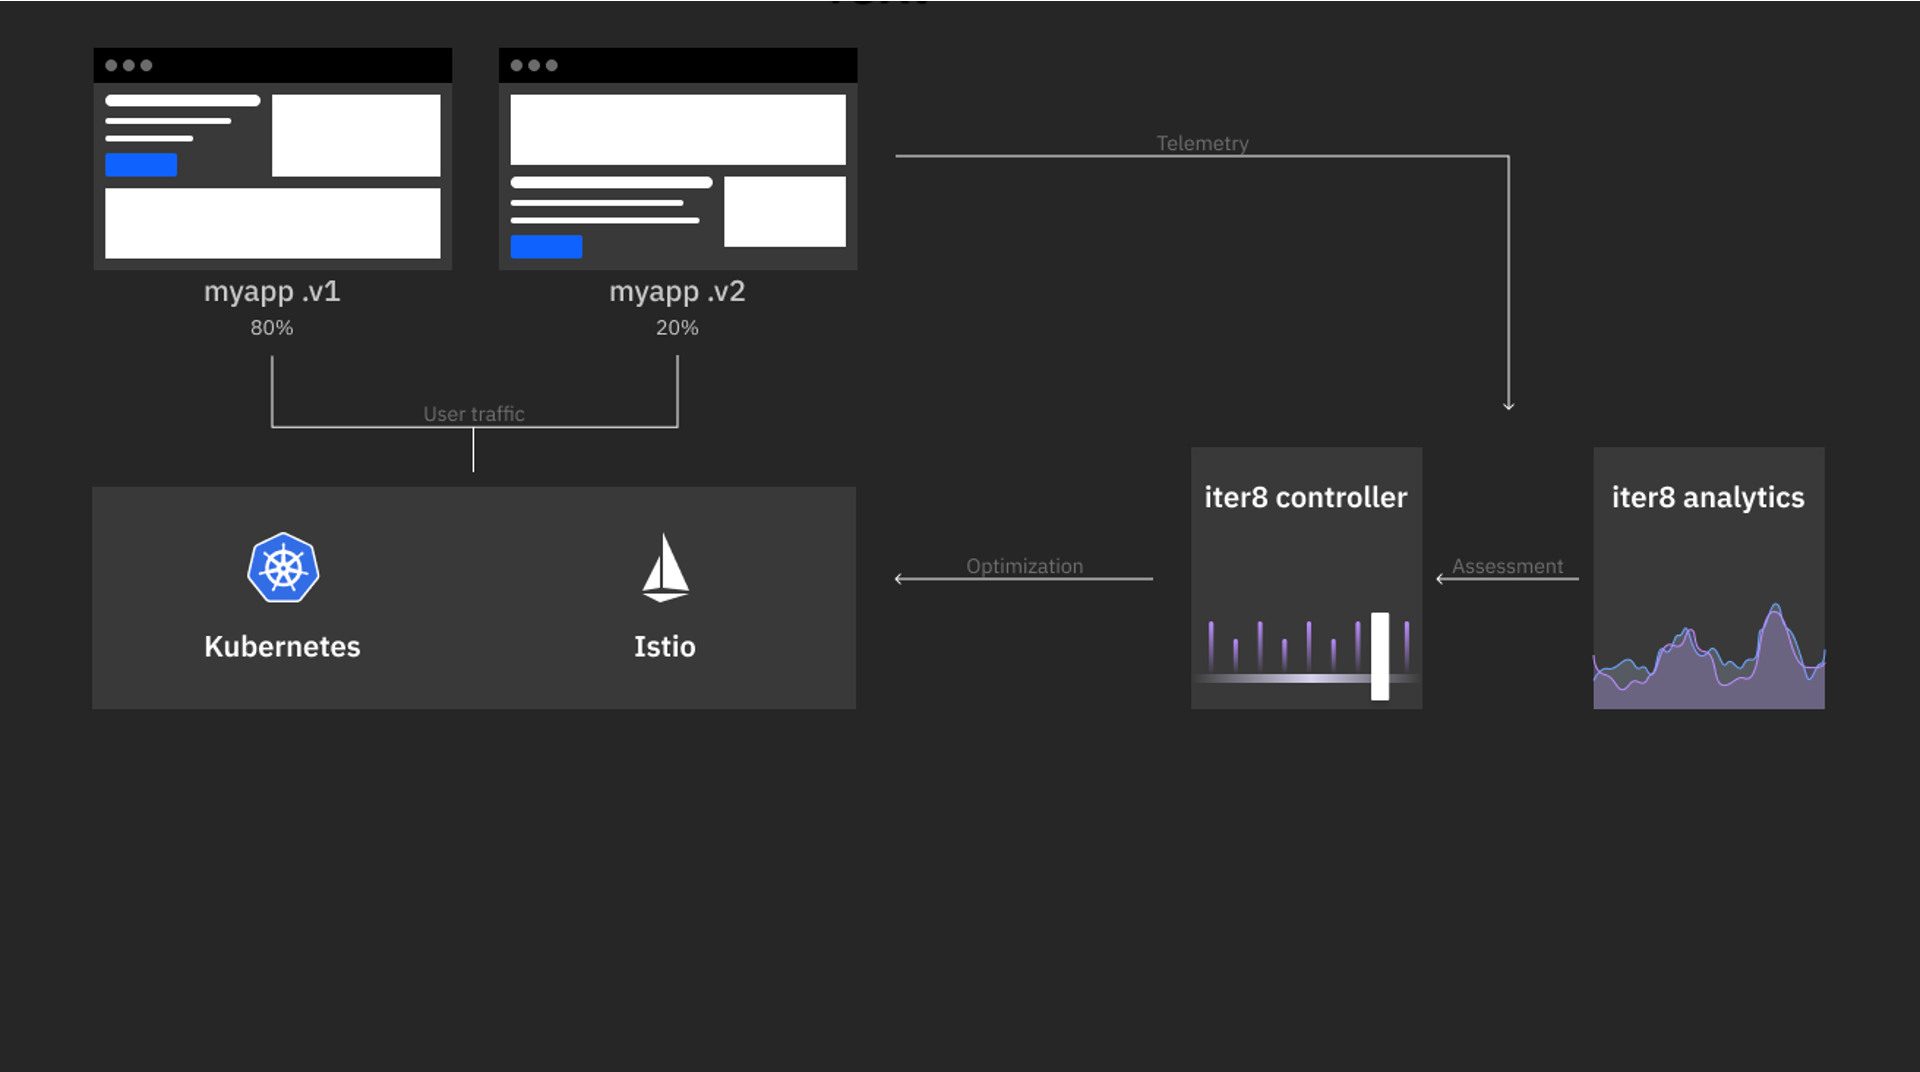 myapp .v1
80%
myapp .v2
20%
Telemetry
User traffic
Kubernetes
Istio
Optimization
iter8 controller
Assessment
iter8 analytics